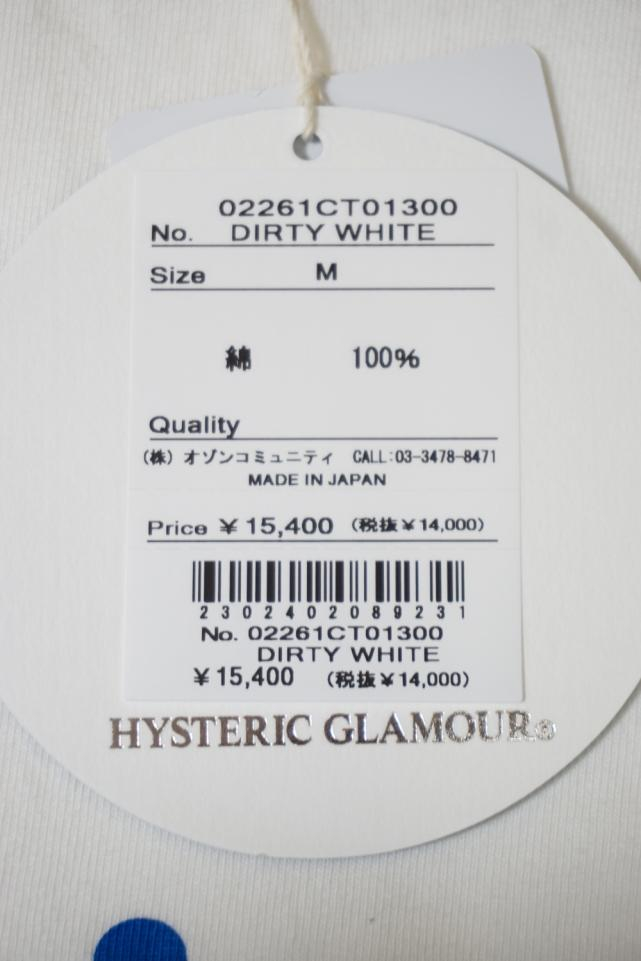 02261CT01300
No. DIRTY WHITE
Size M
綿 100%
Quality
(株) オゾンコミュニティ CALL:03-3478-8471
MADE IN JAPAN
Price ¥15,400 (税抜¥14,000)
2302402089231
No. 02261CT01300
DIRTY WHITE
¥15,400 (税抜¥14,000)
HYSTERIC GLAMOUR®